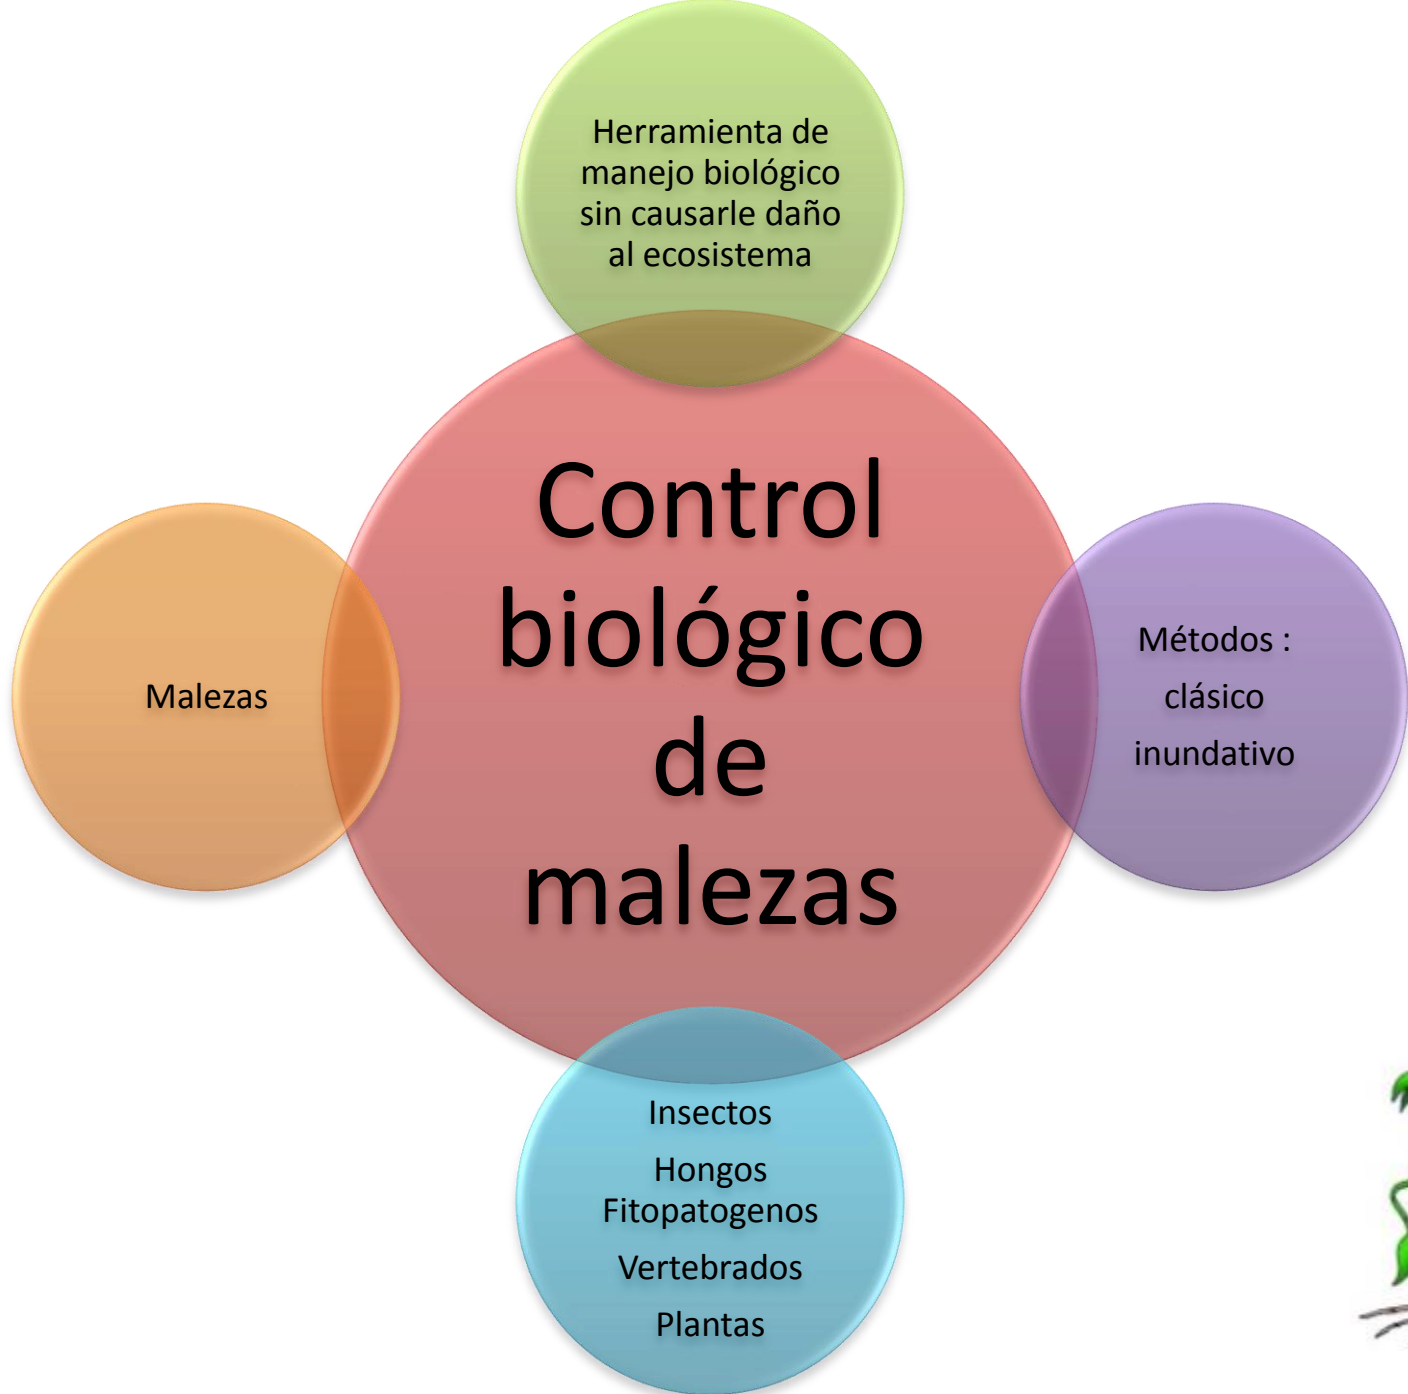 Herramienta de
manejo biológico
sin causarle daño
al ecosistema
Control
biológico
de
malezas
Malezas
Métodos :
clásico
inundativo
Insectos
Hongos
Fitopatogenos
Vertebrados
Plantas